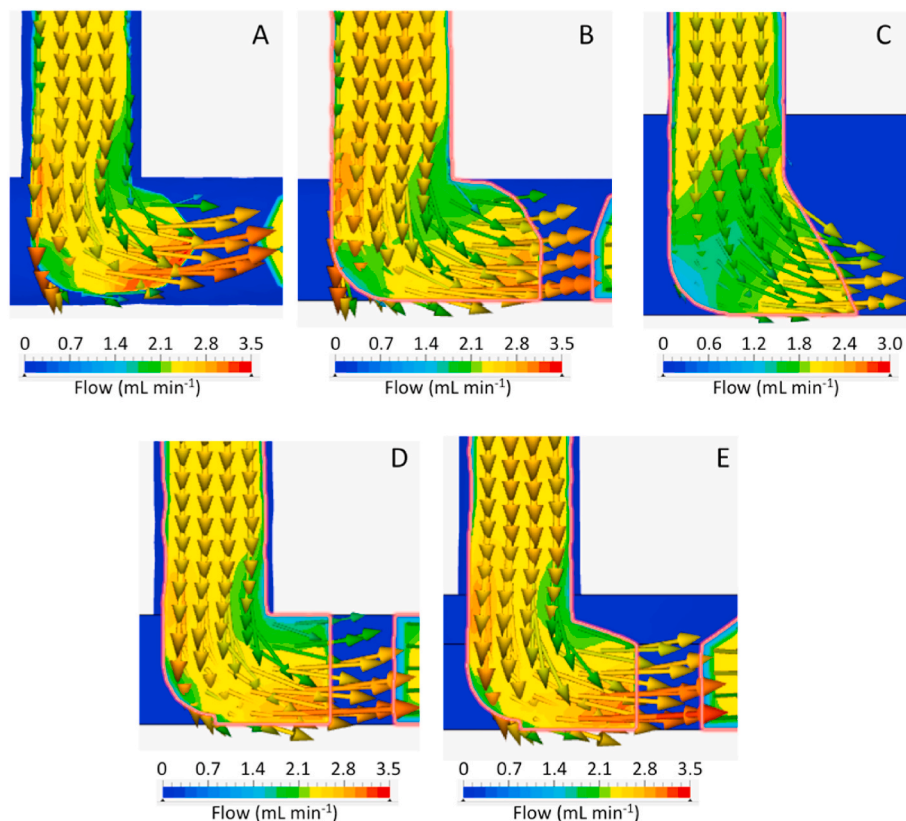 A B C
0 0.7 1.4 2.1 2.8 3.5 0 0.7 1.4 2.1 2.8 3.5 0 0.6 1.2 1.8 2.4 3.0
Flow (mL min⁻¹) Flow (mL min⁻¹) Flow (mL min⁻¹)
D E
0 0.7 1.4 2.1 2.8 3.5 0 0.7 1.4 2.1 2.8 3.5
Flow (mL min⁻¹) Flow (mL min⁻¹)